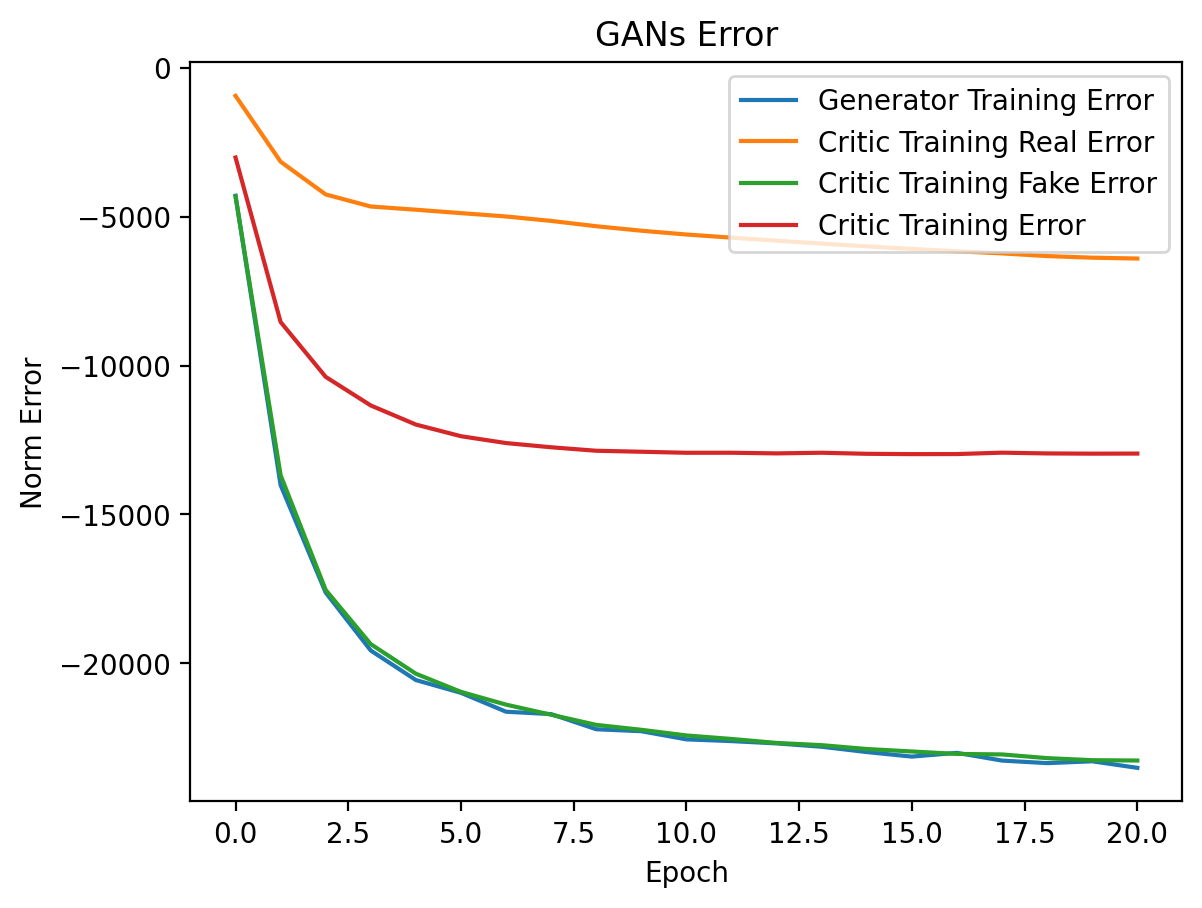 GANs Error
Generator Training Error
Critic Training Real Error
Critic Training Fake Error
Critic Training Error
Norm Error
0
−5000
−10000
−15000
−20000
0.0 2.5 5.0 7.5 10.0 12.5 15.0 17.5 20.0
Epoch